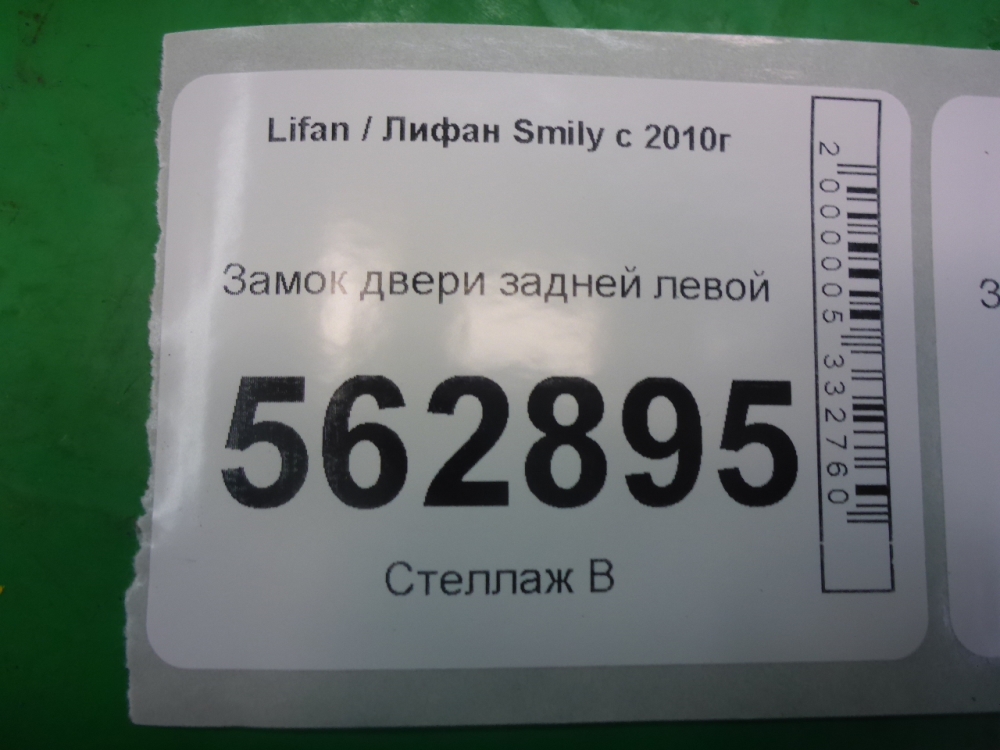 Lifan / Лифан Smily с 2010г
Замок двери задней левой
562895
Стеллаж В
2000005332760
З